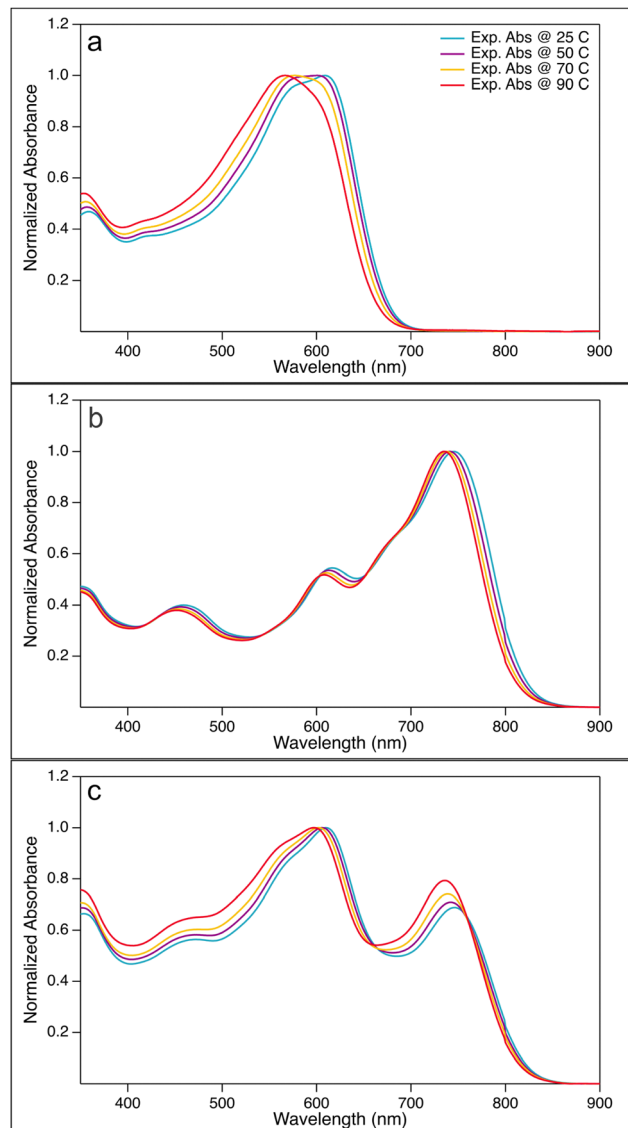 a
Exp. Abs @ 25 C
Exp. Abs @ 50 C
Exp. Abs @ 70 C
Exp. Abs @ 90 C
1.2
1.0
0.8
0.6
0.4
0.2
Normalized Absorbance
400 500 600 700 800 900
Wavelength (nm)
b
1.2
1.0
0.8
0.6
0.4
0.2
Normalized Absorbance
400 500 600 700 800 900
Wavelength (nm)
c
1.2
1.0
0.8
0.6
0.4
0.2
Normalized Absorbance
400 500 600 700 800 900
Wavelength (nm)